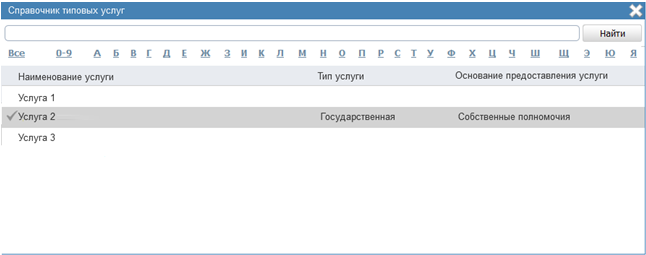 Справочник типовых услуг
Найти
Все 0-9 А Б В Г Д Е Ж З И К Л М Н О П Р С Т У Ф Х Ц Ч Ш Щ Э Ю Я
Наименование услуги Тип услуги Основание предоставления услуги
Услуга 1
Услуга 2 Государственная Собственные полномочия
Услуга 3